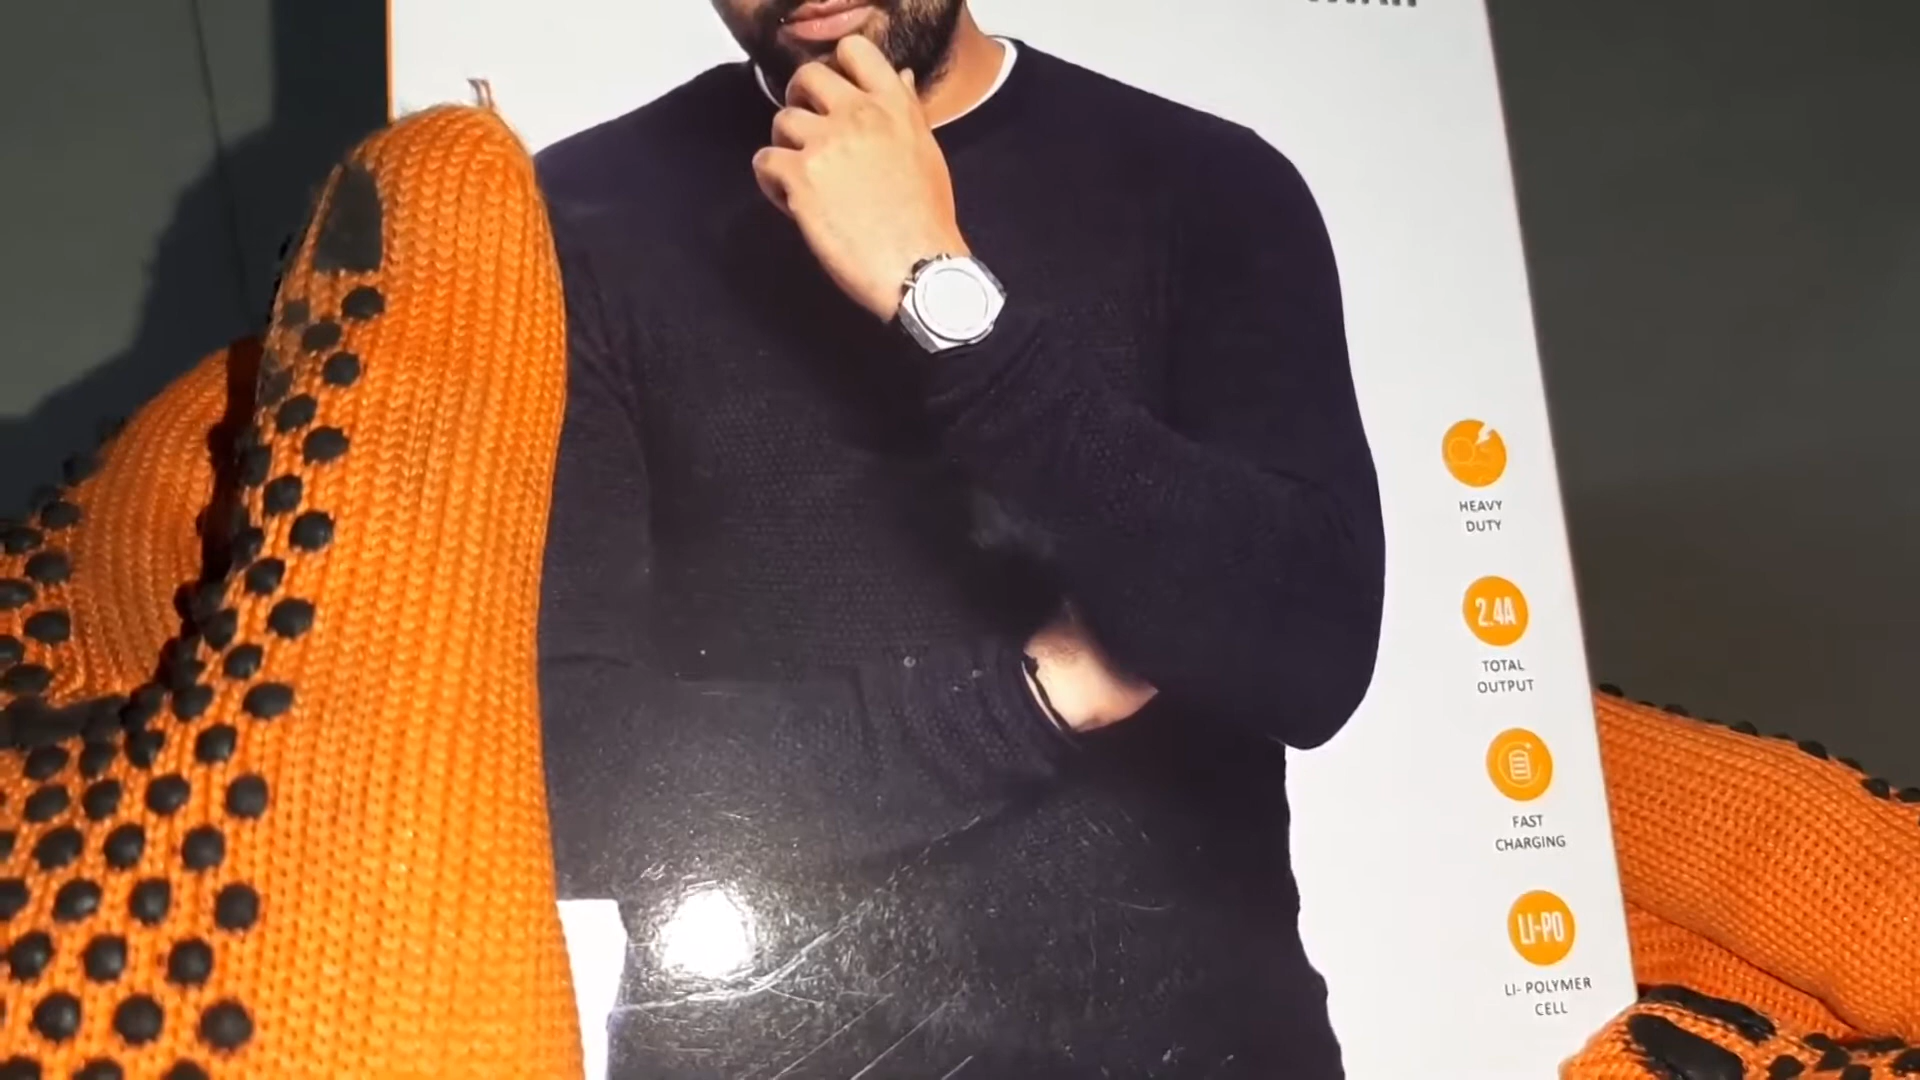 HEAVY
DUTY
2.4A
TOTAL
OUTPUT
FAST
CHARGING
LI-PO
LI- POLYMER
CELL